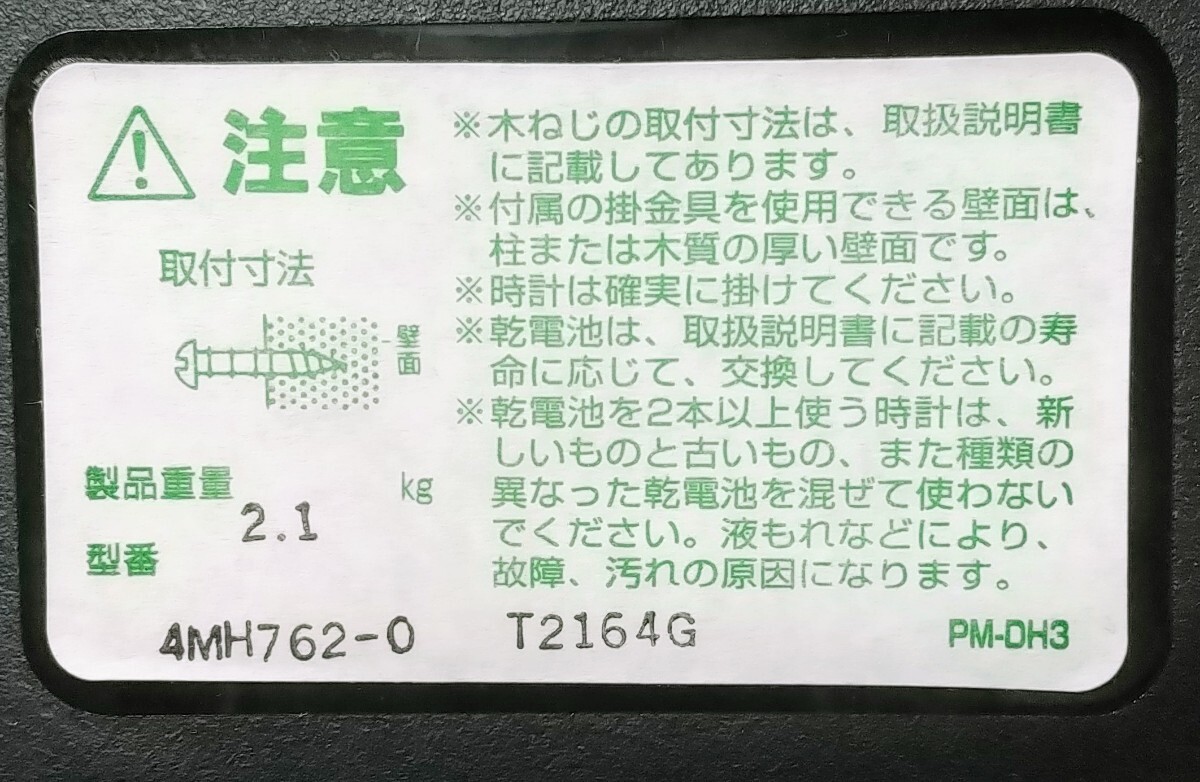 注意
取付寸法
壁面
製品重量 kg
2.1
型番
4MH762-0 T2164G
※木ねじの取付寸法は、取扱説明書
に記載してあります。
※付属の掛金具を使用できる壁面は、
柱または木質の厚い壁面です。
※時計は確実に掛けてください。
※乾電池は、取扱説明書に記載の寿
命に応じて、交換してください。
※乾電池を2本以上使う時計は、新
しいものと古いもの、また種類の
異なった乾電池を混ぜて使わない
でください。液もれなどにより、
故障、汚れの原因になります。
PM-DH3